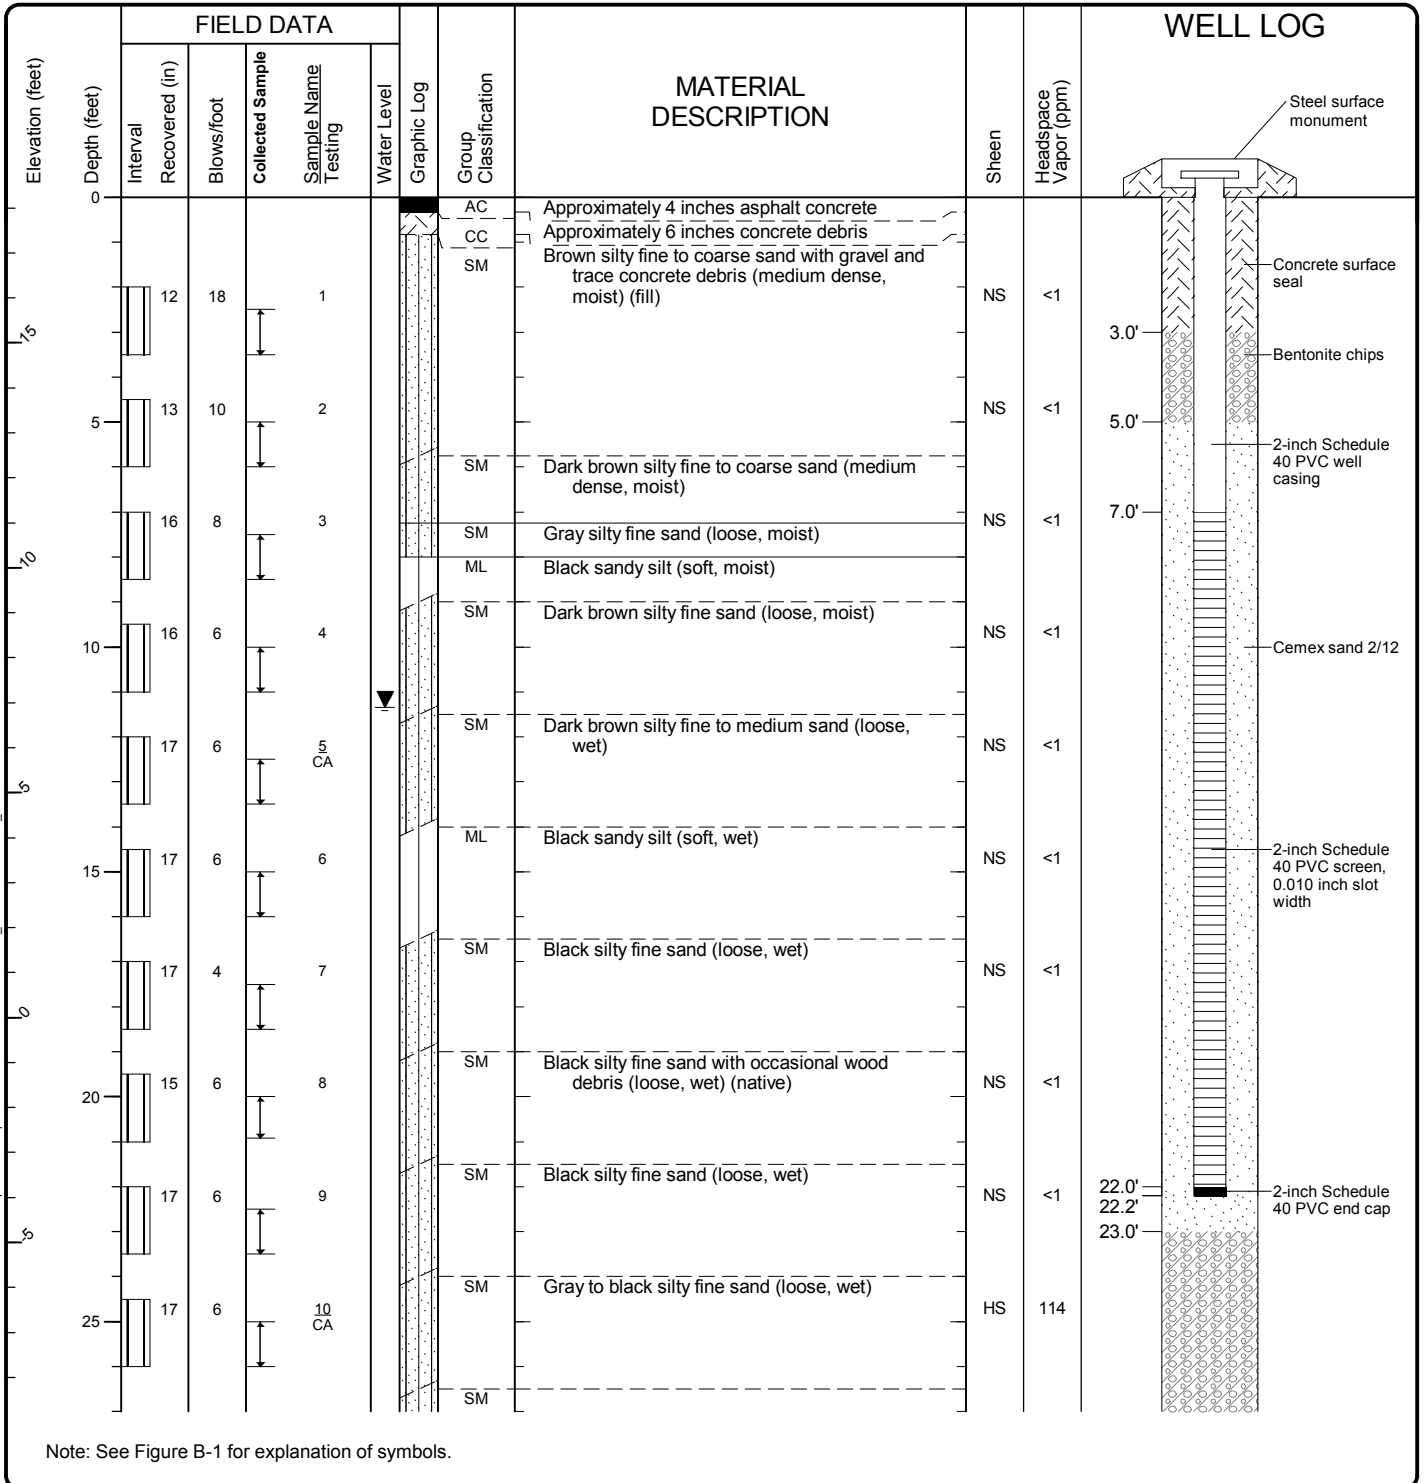 FIELD DATA
WELL LOG
Elevation (feet)
Depth (feet)
Interval
Recovered (in)
Blows/foot
Collected Sample
Sample Name
Testing
Water Level
Graphic Log
Group
Classification
MATERIAL
DESCRIPTION
Sheen
Headspace
Vapor (ppm)
Steel surface
monument
0
AC Approximately 4 inches asphalt concrete
CC Approximately 6 inches concrete debris
SM Brown silty fine to coarse sand with gravel and
trace concrete debris (medium dense,
moist) (fill)
Concrete surface
seal
12 18 1 NS <1
15
3.0'
Bentonite chips
13 10 2 NS <1
5
5.0'
2-inch Schedule
40 PVC well
casing
SM Dark brown silty fine to coarse sand (medium
dense, moist)
7.0'
16 8 3 NS <1
SM Gray silty fine sand (loose, moist)
10
ML Black sandy silt (soft, moist)
SM Dark brown silty fine sand (loose, moist)
16 6 4 NS <1
10
Cemex sand 2/12
SM Dark brown silty fine to medium sand (loose,
wet)
17 6 5 NS <1
CA
5
ML Black sandy silt (soft, wet)
17 6 6 NS <1
15
2-inch Schedule
40 PVC screen,
0.010 inch slot
width
SM Black silty fine sand (loose, wet)
17 4 7 NS <1
0
SM Black silty fine sand with occasional wood
debris (loose, wet) (native)
15 6 8 NS <1
20
SM Black silty fine sand (loose, wet)
17 6 9 NS <1
22.0'
22.2'
2-inch Schedule
40 PVC end cap
23.0'
-5
SM Gray to black silty fine sand (loose, wet)
17 6 10 HS 114
CA
25
SM
Note: See Figure B-1 for explanation of symbols.